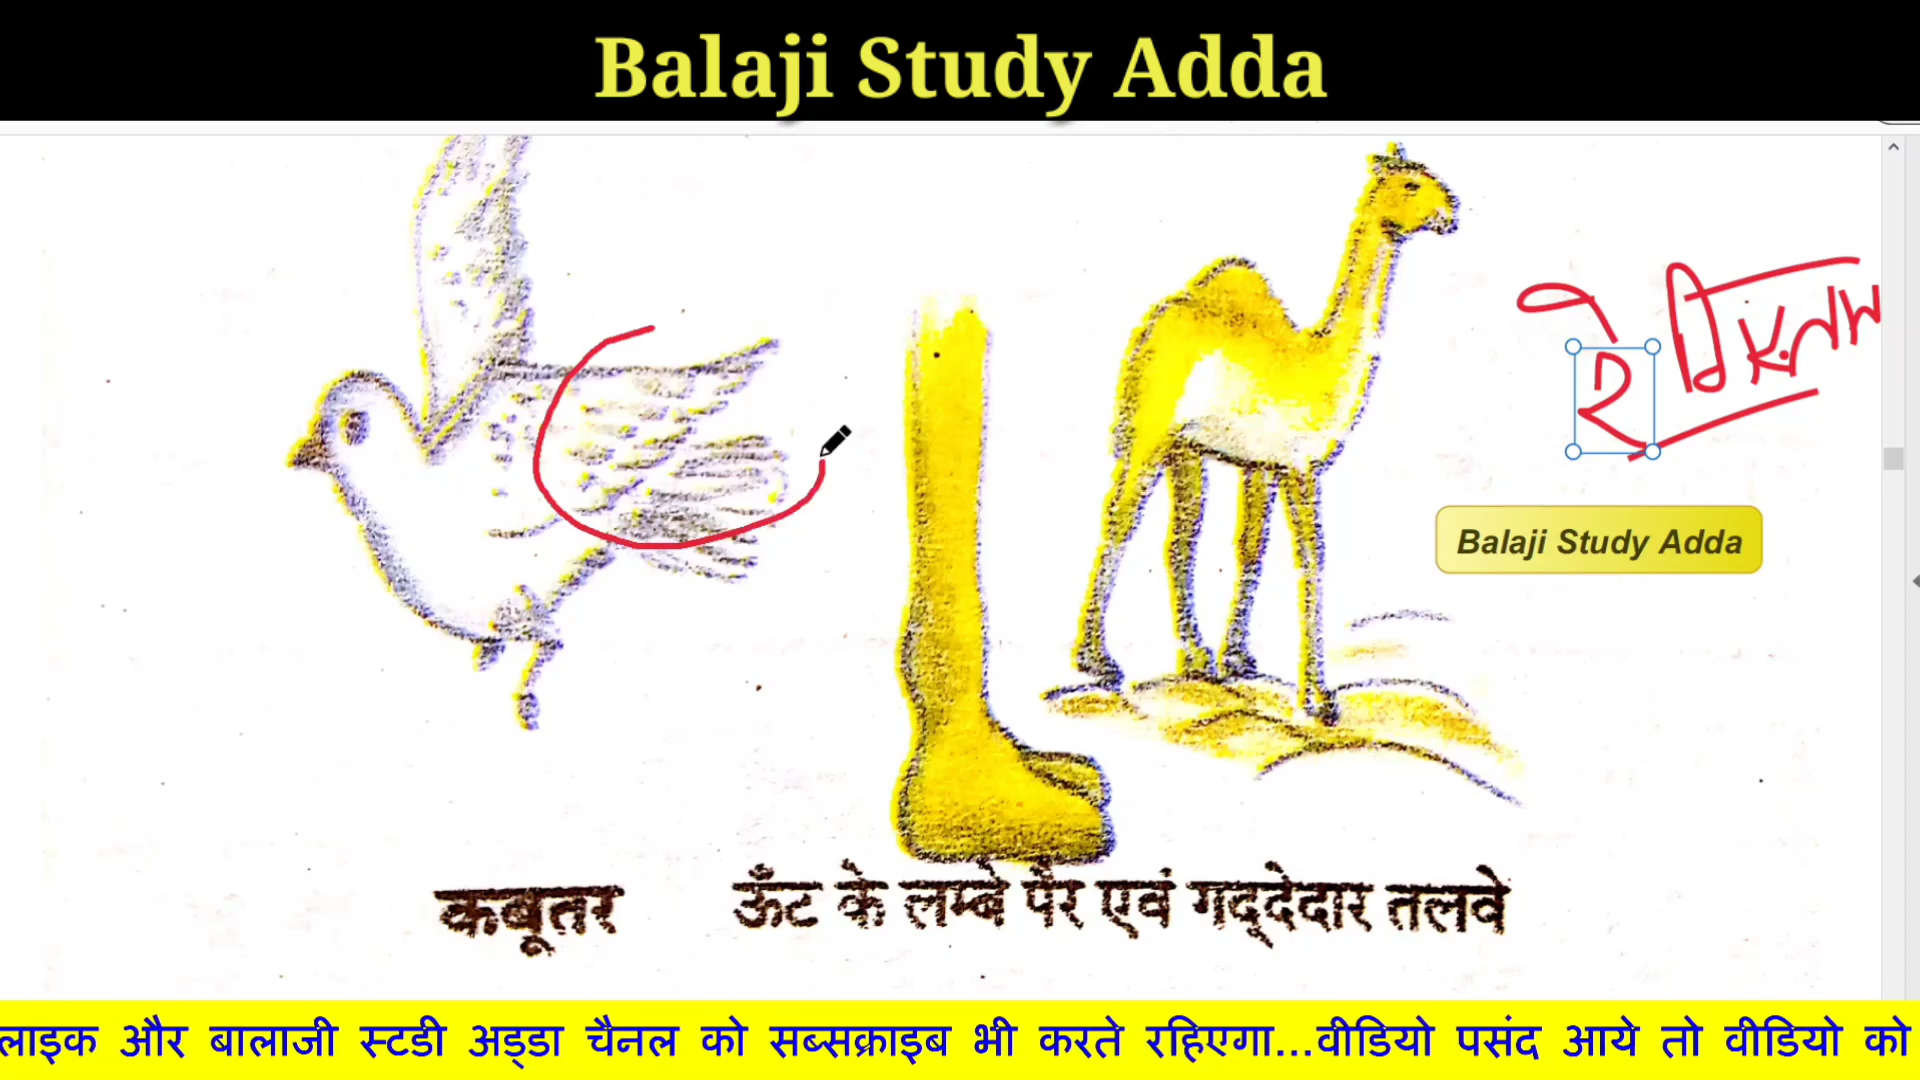 Balaji Study Adda
Balaji Study Adda
कबूतर
ऊँट के लम्बे पैर एवं गद्देदार तलवे
लाइक और बालाजी स्टडी अड्डा चैनल को सब्सक्राइब भी करते रहिएगा...वीडियो पसंद आये तो वीडियो को